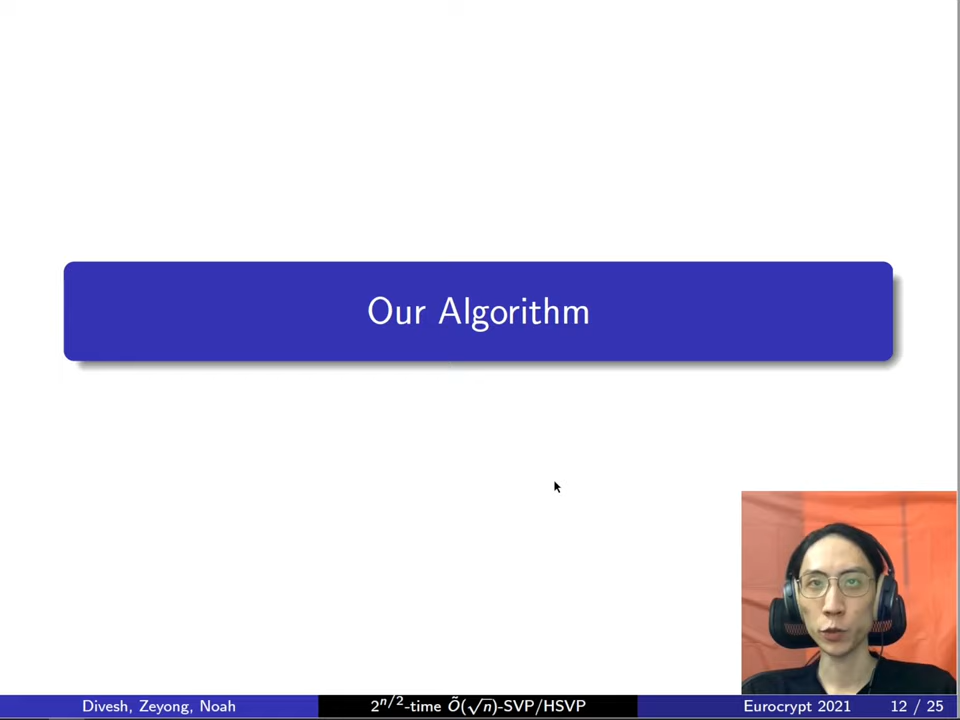 Our Algorithm
Divesh, Zeyong, Noah
2^{n/2}-time Õ(√n)-SVP/HSVP
Eurocrypt 2021
12 / 25